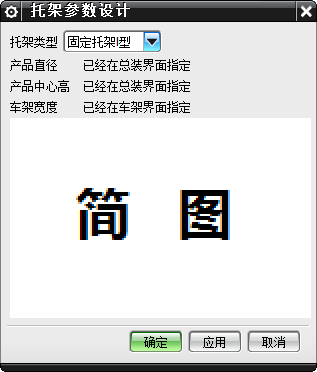 托架参数设计
托架类型 固定托架I型
产品直径 已经在总装界面指定
产品中心高 已经在总装界面指定
车架宽度 已经在车架界面指定
简 图
确定 应用 取消